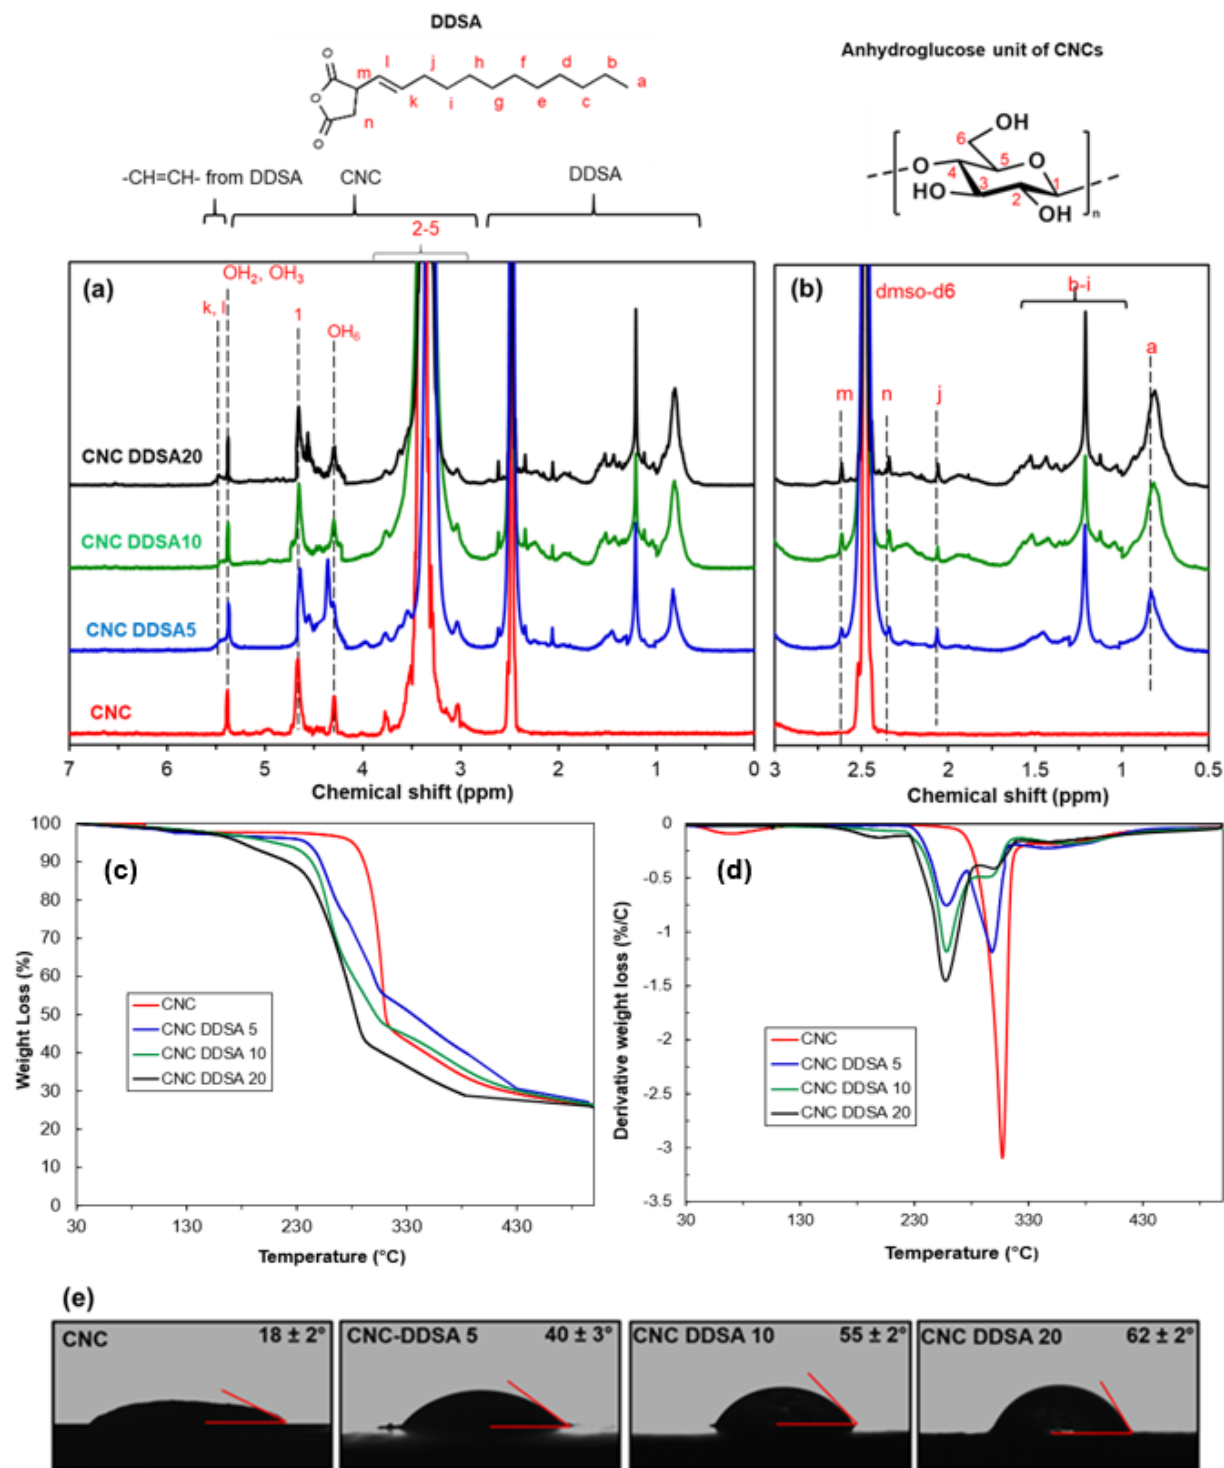 DDSA
Anhydroglucose unit of CNCs
O
O
O
m
l
j
h
f
d
b
a
k
i
g
e
c
n
OH
6
5
O
O
4
1
HO
3
2
OH
n
-CH=CH- from DDSA
CNC
DDSA
2-5
(a)
OH2, OH3
k, l
1
OH6
CNC DDSA20
CNC DDSA10
CNC DDSA5
CNC
7
6
5
4
3
2
1
0
Chemical shift (ppm)
(b)
dmso-d6
b-i
a
m
n
j
3
2.5
2
1.5
1
0.5
Chemical shift (ppm)
(c)
100
90
80
70
60
50
40
30
20
10
0
Weight Loss (%)
CNC
CNC DDSA 5
CNC DDSA 10
CNC DDSA 20
30
130
230
330
430
Temperature (°C)
(d)
0
-0.5
-1
-1.5
-2
-2.5
-3
-3.5
Derivative weight loss (%/C)
CNC
CNC DDSA 5
CNC DDSA 10
CNC DDSA 20
30
130
230
330
430
Temperature (°C)
(e)
CNC 18 ± 2°
CNC-DDSA 5 40 ± 3°
CNC DDSA 10 55 ± 2°
CNC DDSA 20 62 ± 2°